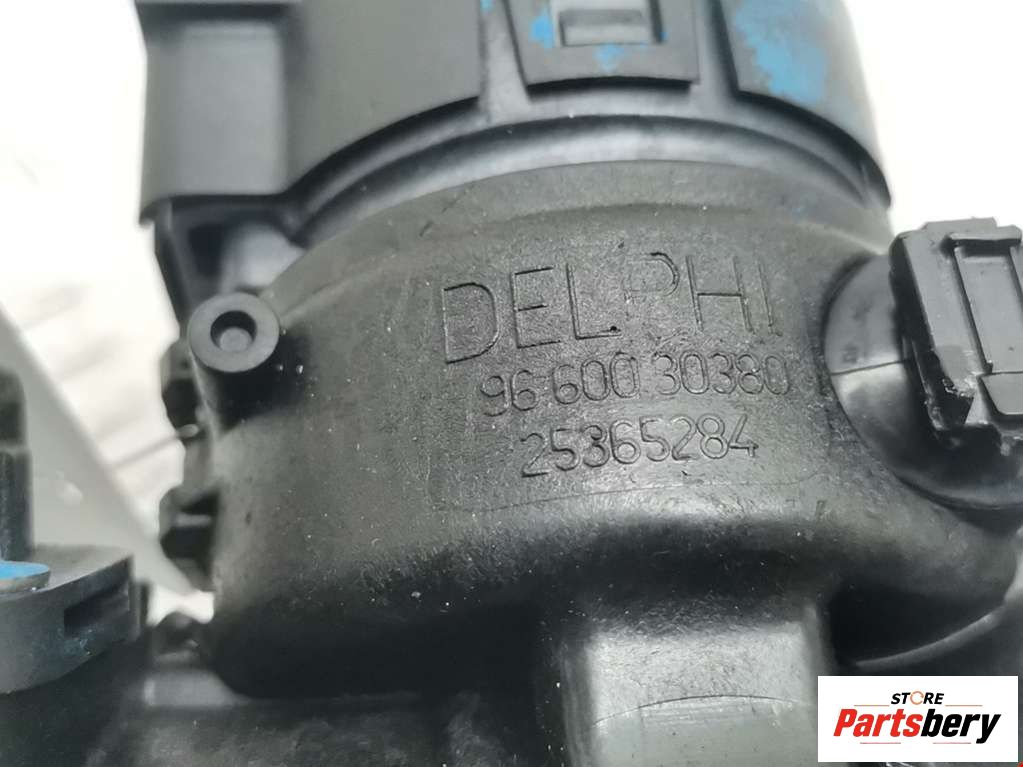 DELPHI
96 600 30380
25365284
STORE
Partsbery